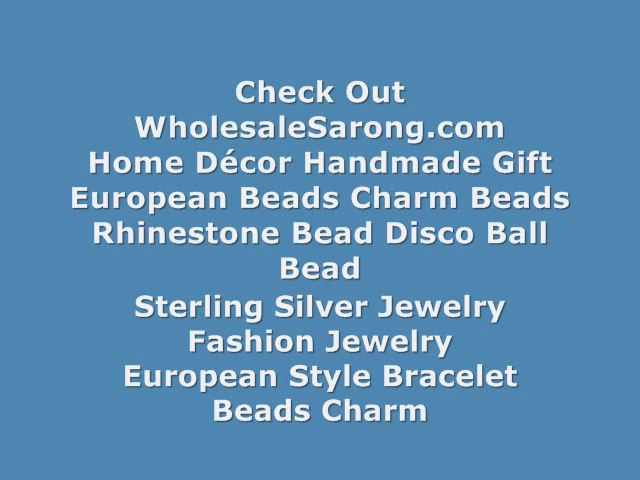 Check Out
WholesaleSarong.com
Home Décor Handmade Gift
European Beads Charm Beads
Rhinestone Bead Disco Ball
Bead
Sterling Silver Jewelry
Fashion Jewelry
European Style Bracelet
Beads Charm